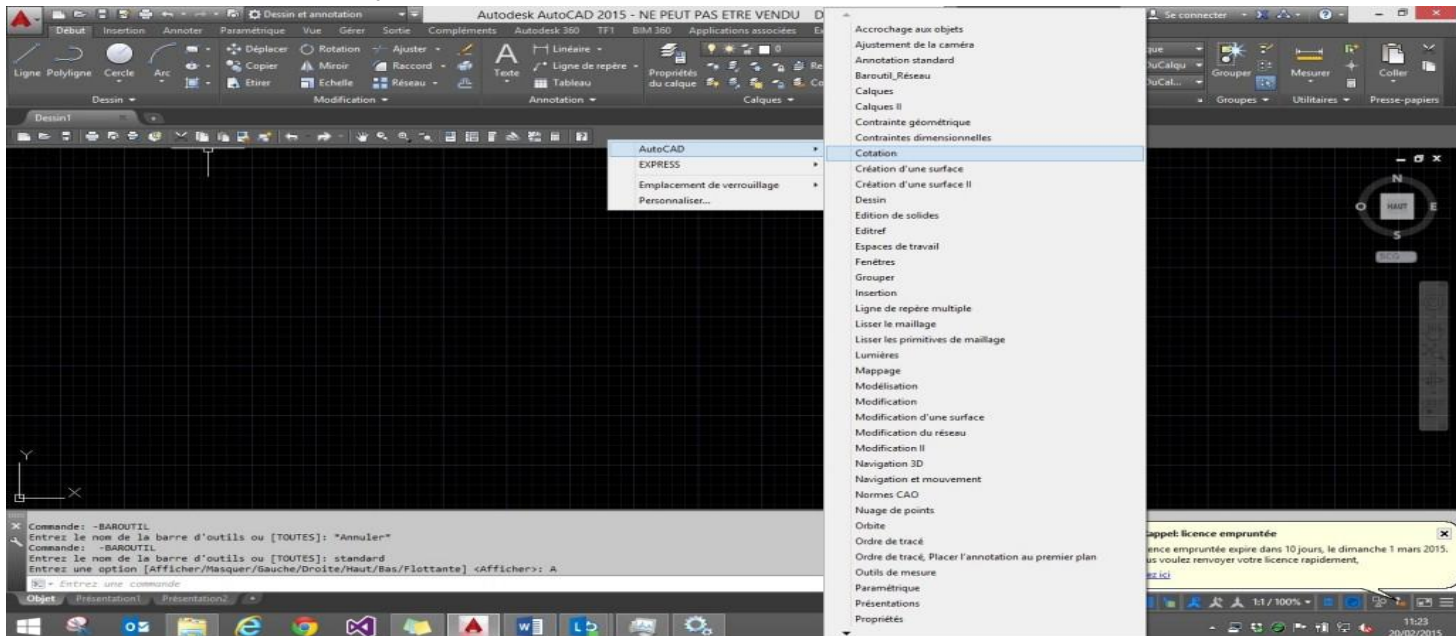 Dessin et annotation
Autodesk AutoCAD 2015 - NE PEUT PAS ETRE VENDU
Se connecter
Début Insertion Annoter Paramétrique Vue Gérer Sortie Compléments Autodesk 360 TF1 BIM 360 Applications associées
Ligne Polyligne Cercle Arc
Déplacer Rotation Ajuster
Copier Miroir Raccord
Etirer Echelle Réseau
Texte
Linéaire
Ligne de repère
Tableau
Propriétés du calque
0
Grouper
Mesurer
Coller
Dessin Modification Annotation Calques Groupes Utilitaires Presse-papiers
Dessin1
AutoCAD
EXPRESS
Emplacement de verrouillage
Personnaliser...
Accrochage aux objets
Ajustement de la caméra
Annotation standard
Baroutil_Réseau
Calques
Calques II
Contrainte géométrique
Contraintes dimensionnelles
Cotation
Création d'une surface
Création d'une surface II
Dessin
Edition de solides
Editref
Espaces de travail
Fenêtres
Grouper
Insertion
Ligne de repère multiple
Lisser le maillage
Lisser les primitives de maillage
Lumières
Mappage
Modélisation
Modification
Modification d'une surface
Modification du réseau
Modification II
Navigation 3D
Navigation et mouvement
Normes CAO
Nuage de points
Orbite
Ordre de tracé
Ordre de tracé, Placer l'annotation au premier plan
Outils de mesure
Paramétrique
Présentations
Propriétés
N
O HAUT E
S
SCG
Y
X
Commande: -BAROUTIL
Entrez le nom de la barre d'outils ou [TOUTES]: *Annuler*
Commande: -BAROUTIL
Entrez le nom de la barre d'outils ou [TOUTES]: standard
Entrez une option [Afficher/Masquer/Gauche/Droite/Haut/Bas/Flottante] <Afficher>: A
Entrez une commande
Objet Présentation1 Présentation2
appel: licence empruntée
ence empruntée expire dans 10 jours, le dimanche 1 mars 2015.
us voulez renvoyer votre licence rapidement,
ez ici
1:1 / 100%
11:23
20/02/2015